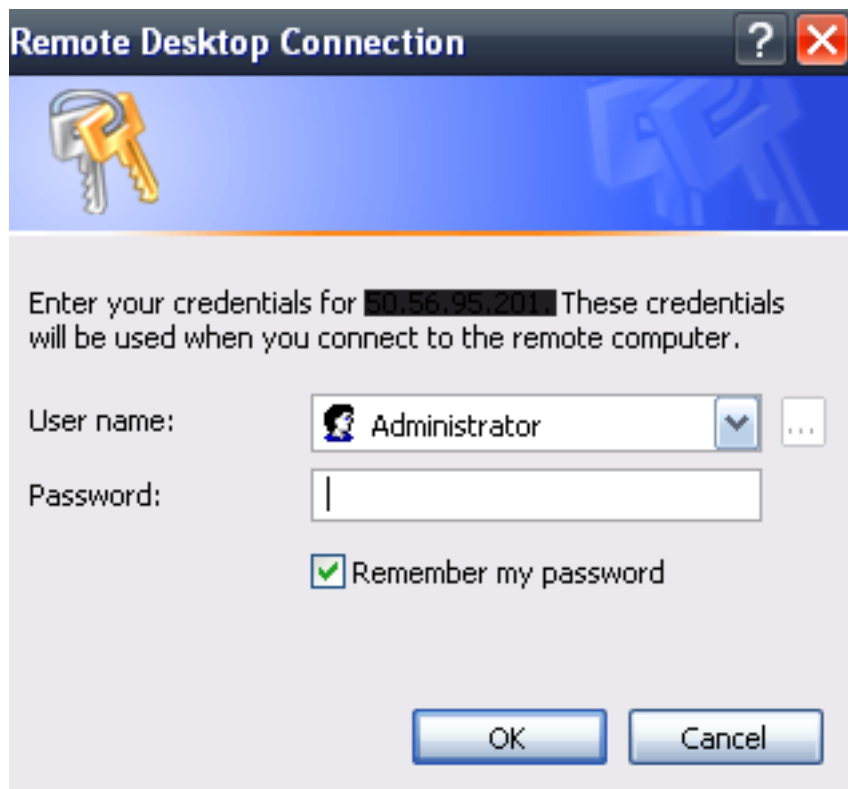 Remote Desktop Connection
Enter your credentials for 50.56.95.201. These credentials
will be used when you connect to the remote computer.
User name: Administrator ...
Password:
Remember my password
OK Cancel